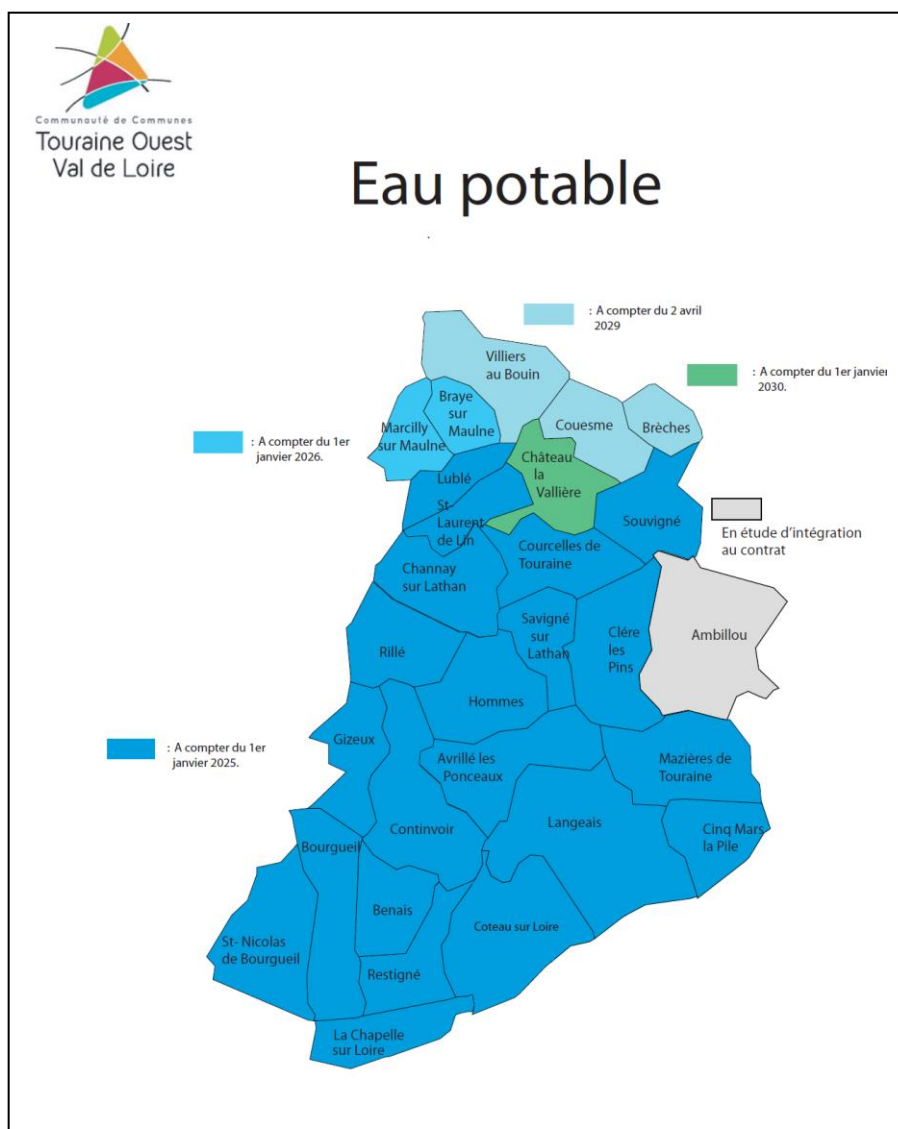 Communauté de Communes
Touraine Ouest
Val de Loire
Eau potable
: A compter du 2 avril
2029
Villiers
au Bouin
: A compter du 1er janvier
2030.
Braye
sur
Maulne
Couesme
Brèches
Marcilly
sur Maulne
: A compter du 1er
janvier 2026.
Château
la
Vallière
Lublé
St-
Laurent
de Lin
Souvigné
En étude d'intégration
au contrat
Courcelles de
Touraine
Channay
sur Lathan
Savigné
sur
Lathan
Clére
les
Pins
Ambillou
Rillé
Hommes
Gizeux
: A compter du 1er
janvier 2025.
Avrillé les
Ponceaux
Mazières de
Touraine
Continvoir
Langeais
Cinq Mars
la Pile
Bourgueil
Benais
Coteau sur Loire
St- Nicolas
de Bourgueil
Restigné
La Chapelle
sur Loire